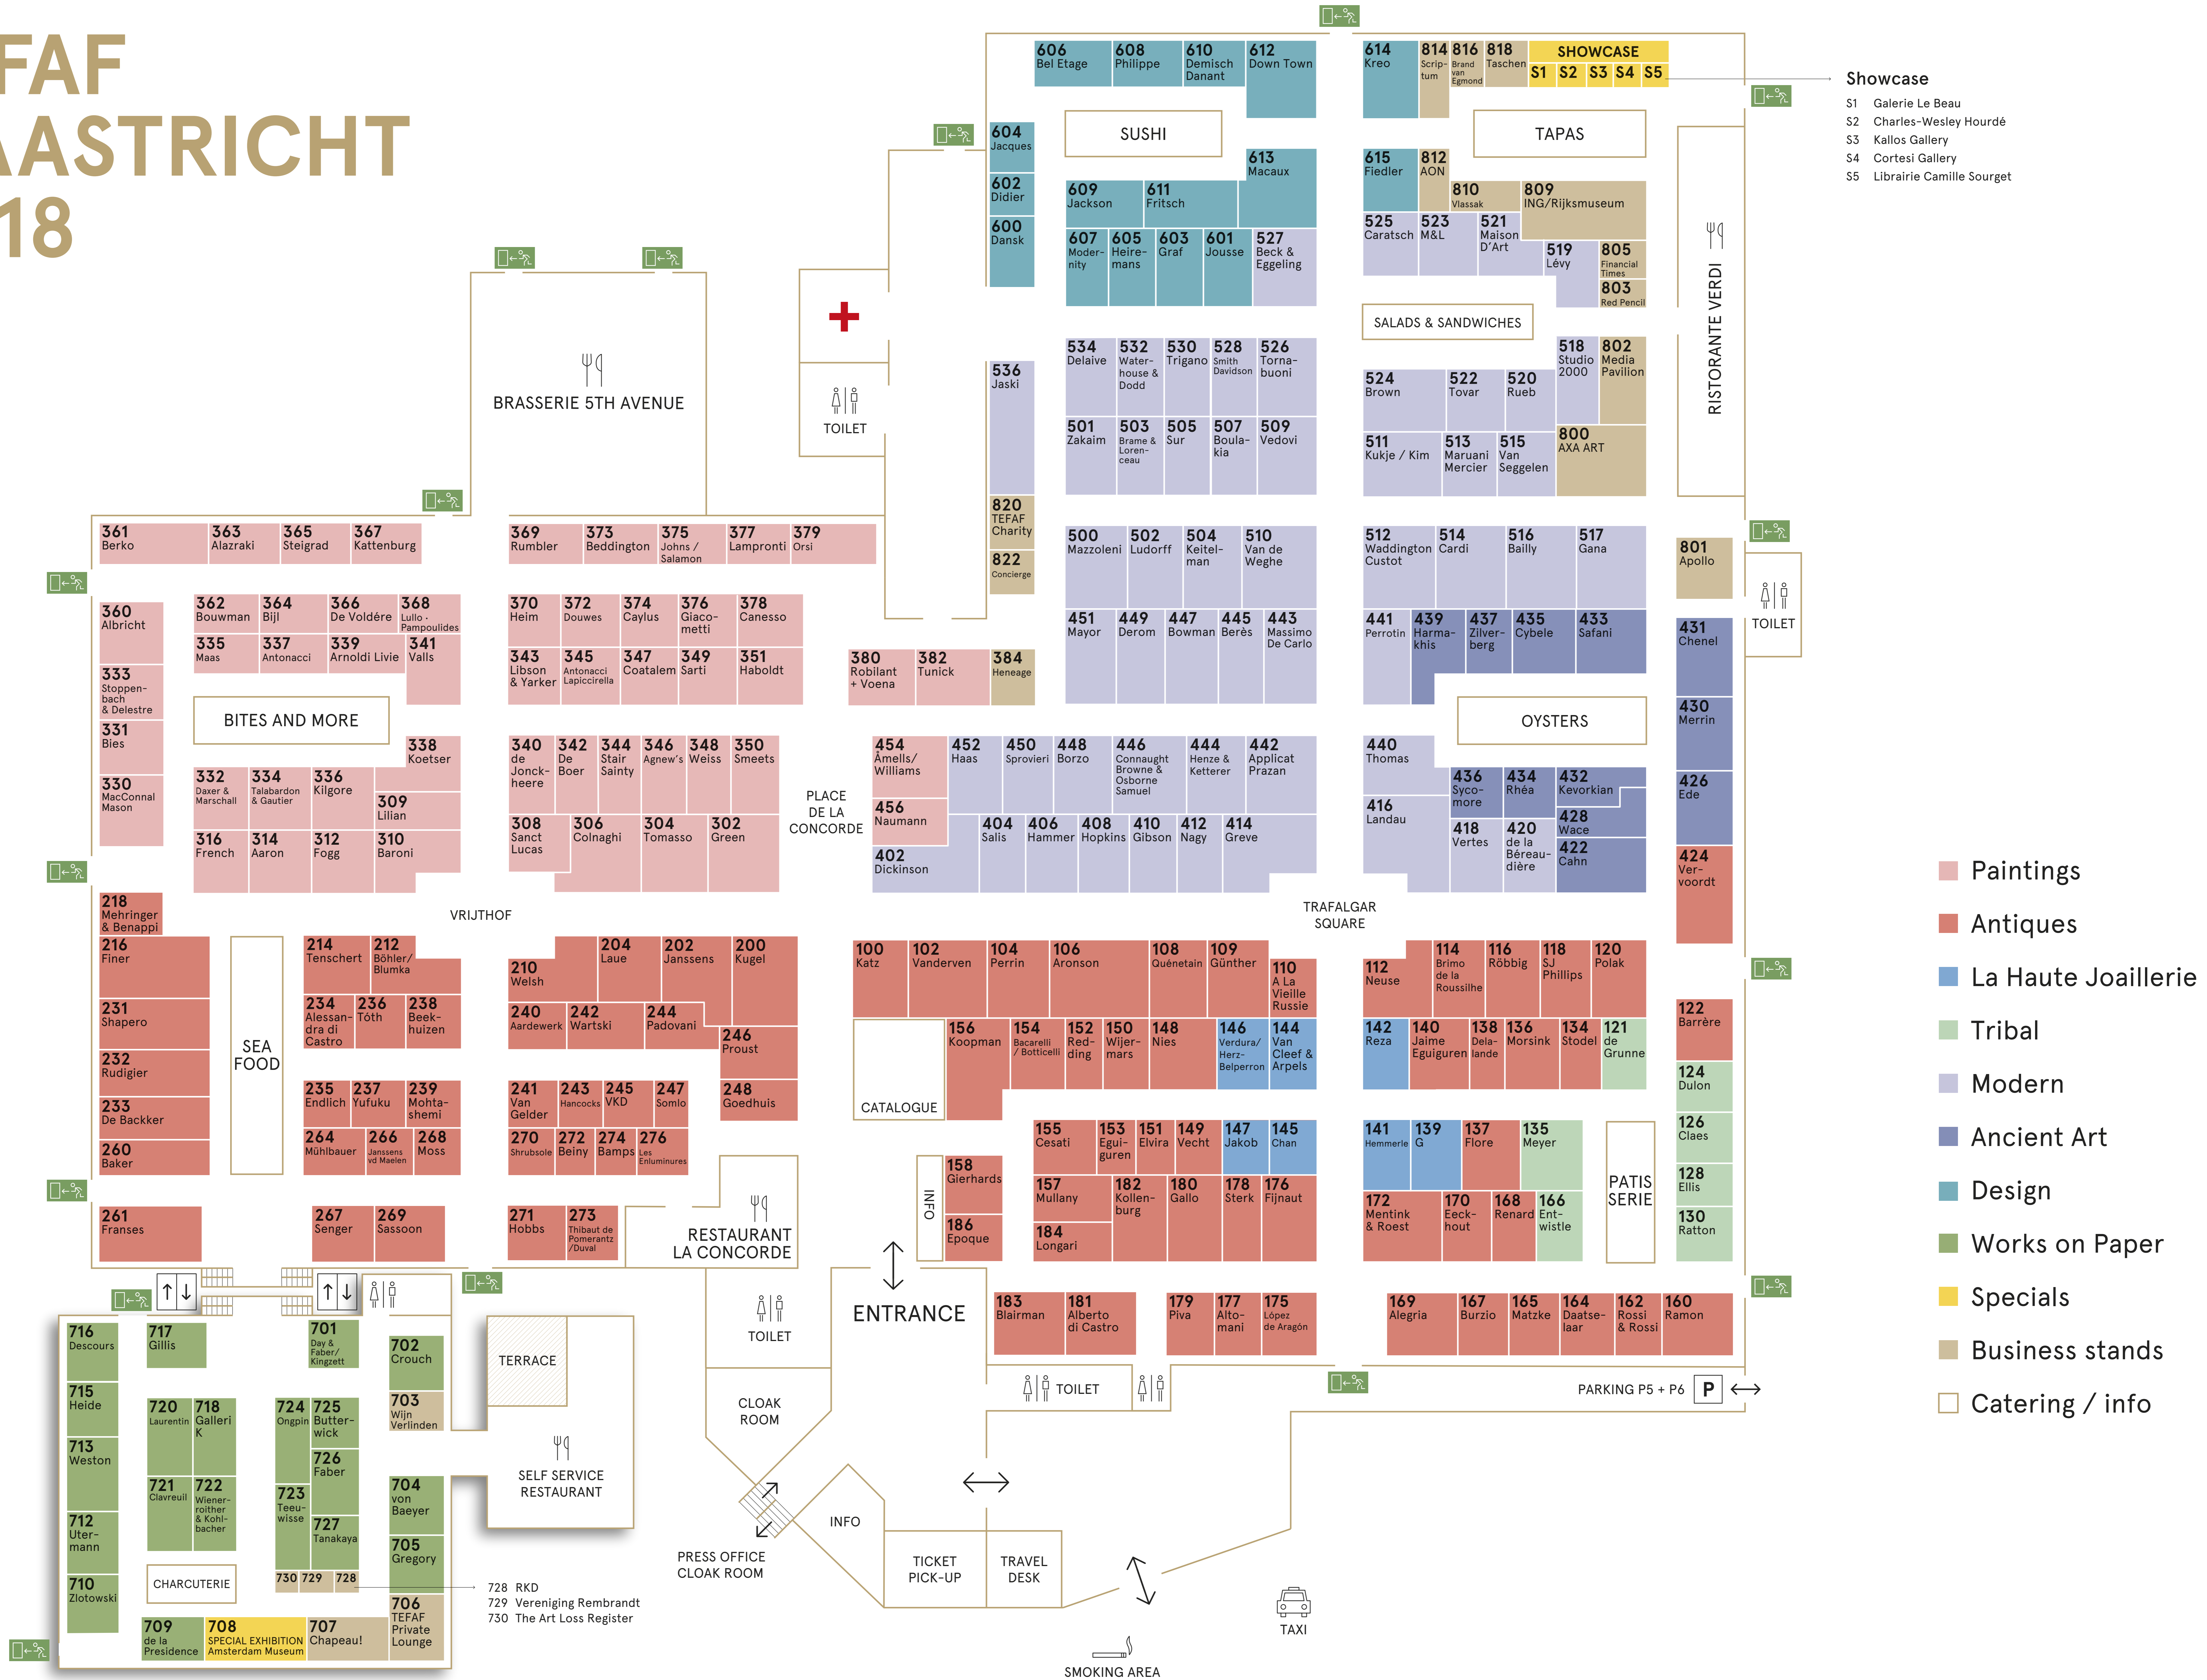 FAF
AASTRICHT
18
606
Bel Etage
608
Philippe
610
Demisch
Danant
612
Down Town
614
Kreo
814
Scrip-
tum
816
Brand
van
Egmond
818
Taschen
SHOWCASE
S1 S2 S3 S4 S5
Showcase
S1 Galerie Le Beau
S2 Charles-Wesley Hourdé
S3 Kallos Gallery
S4 Cortesi Gallery
S5 Librairie Camille Sourget
SUSHI
TAPAS
604
Jacques
602
Didier
600
Dansk
613
Macaux
609
Jackson
611
Fritsch
615
Fiedler
812
AON
810
Vlassak
809
ING/Rijksmuseum
607
Moder-
nity
605
Heire-
mans
603
Graf
601
Jousse
527
Beck &
Eggeling
525
Caratsch
523
M&L
521
Maison
D'Art
519
Lévy
805
Financial
Times
803
Red Pencil
RISTORANTE VERDI
SALADS & SANDWICHES
BRASSERIE 5TH AVENUE
TOILET
536
Jaski
534
Delaive
532
Water-
house &
Dodd
530
Trigano
528
Smith
Davidson
526
Torna-
buoni
518
Studio
2000
802
Media
Pavilion
524
Brown
522
Tovar
520
Rueb
501
Zakaim
503
Brame &
Loren-
ceau
505
Sur
507
Boula-
kia
509
Vedovi
511
Kukje / Kim
513
Maruani
Mercier
515
Van
Seggelen
800
AXA ART
820
TEFAF
Charity
822
Concierge
361
Berko
363
Alazraki
365
Steigrad
367
Kattenburg
369
Rumbler
373
Beddington
375
Johns /
Salamon
377
Lampronti
379
Orsi
500
Mazzoleni
502
Ludorff
504
Keitel-
man
510
Van de
Weghe
512
Waddington
Custot
514
Cardi
516
Bailly
517
Gana
801
Apollo
TOILET
360
Albricht
362
Bouwman
364
Bijl
366
De Voldére
368
Lullo ·
Pampoulides
370
Heim
372
Douwes
374
Caylus
376
Giaco-
metti
378
Canesso
335
Maas
337
Antonacci
339
Arnoldi Livie
341
Valls
343
Libson
& Yarker
345
Antonacci
Lapiccirella
347
Coatalem
349
Sarti
351
Haboldt
380
Robilant
+ Voena
382
Tunick
384
Heneage
451
Mayor
449
Derom
447
Bowman
445
Berès
443
Massimo
De Carlo
441
Perrotin
439
Harma-
khis
437
Zilver-
berg
435
Cybele
433
Safani
431
Chenel
430
Merrin
426
Ede
424
Ver-
voordt
333
Stoppen-
bach
& Delestre
331
Bies
330
MacConnal
Mason
BITES AND MORE
OYSTERS
338
Koetser
332
Daxer &
Marschall
334
Talabardon
& Gautier
336
Kilgore
309
Lilian
316
French
314
Aaron
312
Fogg
310
Baroni
340
de
Jonck-
heere
342
De
Boer
344
Stair
Sainty
346
Agnew's
348
Weiss
350
Smeets
308
Sanct
Lucas
306
Colnaghi
304
Tomasso
302
Green
PLACE
DE LA
CONCORDE
454
Åmells/
Williams
456
Naumann
402
Dickinson
452
Haas
450
Sprovieri
448
Borzo
446
Connaught
Browne &
Osborne
Samuel
444
Henze &
Ketterer
442
Applicat
Prazan
404
Salis
406
Hammer
408
Hopkins
410
Gibson
412
Nagy
414
Greve
440
Thomas
416
Landau
436
Syco-
more
434
Rhéa
432
Kevorkian
428
Wace
422
Cahn
418
Vertes
420
de la
Béreau-
dière
VRIJTHOF
TRAFALGAR
SQUARE
Paintings
Antiques
La Haute Joaillerie
Tribal
Modern
Ancient Art
Design
Works on Paper
Specials
Business stands
Catering / info
218
Mehringer
& Benappi
216
Finer
231
Shapero
232
Rudigier
233
De Backker
260
Baker
261
Franses
SEA
FOOD
214
Tenschert
212
Böhler/
Blumka
234
Alessan-
dra di
Castro
236
Tóth
238
Beek-
huizen
235
Endlich
237
Yufuku
239
Mohta-
shemi
264
Mühlbauer
266
Janssens
vd Maelen
268
Moss
267
Senger
269
Sassoon
210
Welsh
204
Laue
202
Janssens
200
Kugel
240
Aardewerk
242
Wartski
244
Padovani
246
Proust
248
Goedhuis
241
Van
Gelder
243
Hancocks
245
VKD
247
Somlo
270
Shrubsole
272
Beiny
274
Bamps
276
Les
Enluminures
271
Hobbs
273
Thibaut de
Pomerantz
/Duval
RESTAURANT
LA CONCORDE
100
Katz
102
Vanderven
104
Perrin
106
Aronson
108
Quénetain
109
Günther
110
A La
Vieille
Russie
CATALOGUE
156
Koopman
154
Bacarelli
/ Botticelli
152
Red-
ding
150
Wijer-
mars
148
Nies
146
Verdura/
Herz-
Belperron
144
Van
Cleef &
Arpels
112
Neuse
114
Brimo
de la
Rousilhe
116
Röbbig
118
SJ
Phillips
120
Polak
142
Reza
140
Jaime
Eguiguren
138
Dela-
lande
136
Morsink
134
Stodel
121
de
Grunne
122
Barrère
124
Dulon
126
Claes
128
Ellis
130
Ratton
INFO
158
Gierhards
186
Epoque
155
Cesati
153
Egui-
guren
151
Elvira
149
Vecht
147
Jakob
145
Chan
157
Mullany
184
Longari
182
Kollen-
burg
180
Gallo
178
Sterk
176
Fijnaut
141
Hemmerle
139
G
137
Flore
135
Meyer
172
Mentink
& Roest
170
Eeck-
hout
168
Renard
166
Ent-
wistle
PATIS
SERIE
ENTRANCE
183
Blairman
181
Alberto
di Castro
179
Piva
177
Alto-
mani
175
López
de Aragón
169
Alegria
167
Burzio
165
Matzke
164
Daatse-
laar
162
Rossi
& Rossi
160
Ramon
TOILET
TOILET
PARKING P5 + P6 P
CLOAK
ROOM
716
Descours
717
Gillis
701
Day &
Faber/
Kingzett
702
Crouch
703
Wijn
Verlinden
715
Heide
713
Weston
712
Uter-
mann
710
Zlotowski
720
Laurentin
718
Galleri
K
721
Clavreuil
722
Wiener-
roither
& Kohl-
bacher
724
Ongpin
725
Butter-
wick
726
Faber
723
Teeu-
wisse
727
Tanakaya
704
von
Baeyer
705
Gregory
730 729 728
CHARCUTERIE
706
TEFAF
Private
Lounge
709
de la
Presidence
708
SPECIAL EXHIBITION
Amsterdam Museum
707
Chapeau!
TERRACE
SELF SERVICE
RESTAURANT
728 RKD
729 Vereniging Rembrandt
730 The Art Loss Register
PRESS OFFICE
CLOAK ROOM
INFO
TICKET
PICK-UP
TRAVEL
DESK
TAXI
SMOKING AREA